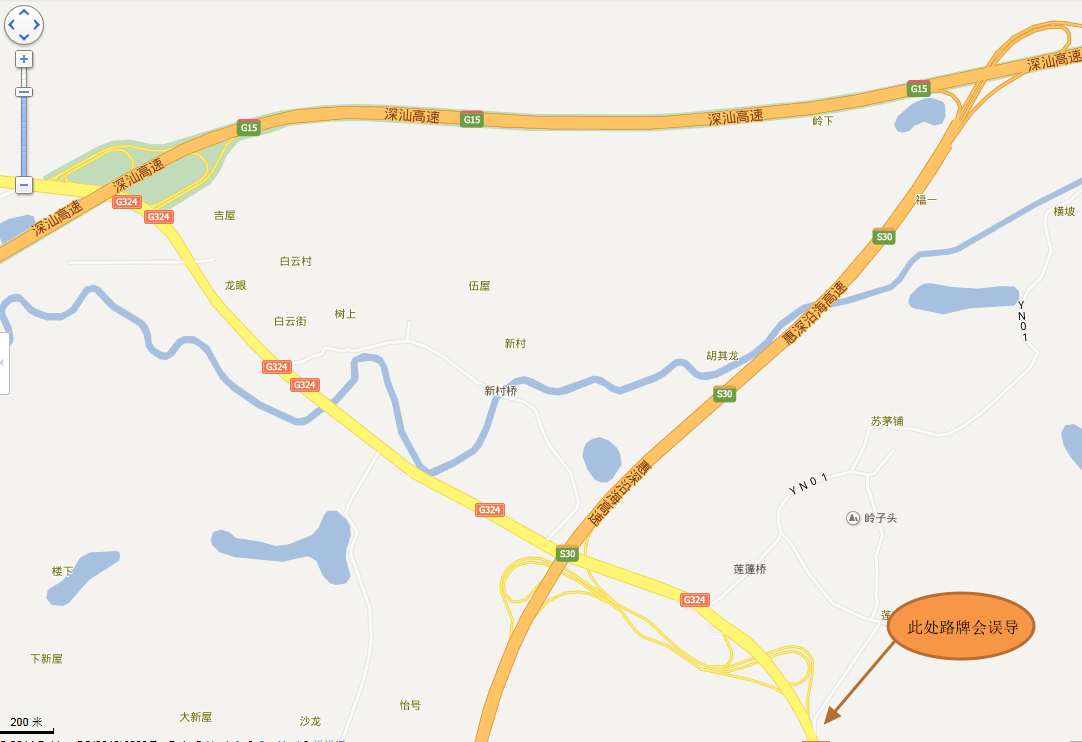 深汕高速
G15
深汕高速
G15
深汕高速
G15
岭下
深汕高速
G324
深汕高速
G324
吉屋
福一
横坡
S30
白云村
龙眼
伍屋
白云街
树上
惠深沿海高速
YN01
新村
胡其龙
G324
G324
新村桥
S30
苏茅铺
惠深沿海高速
YN01
G324
岭子头
S30
楼下
莲蓬桥
G324
此处路牌会误导
下新屋
怡号
大新屋
沙龙
200 米